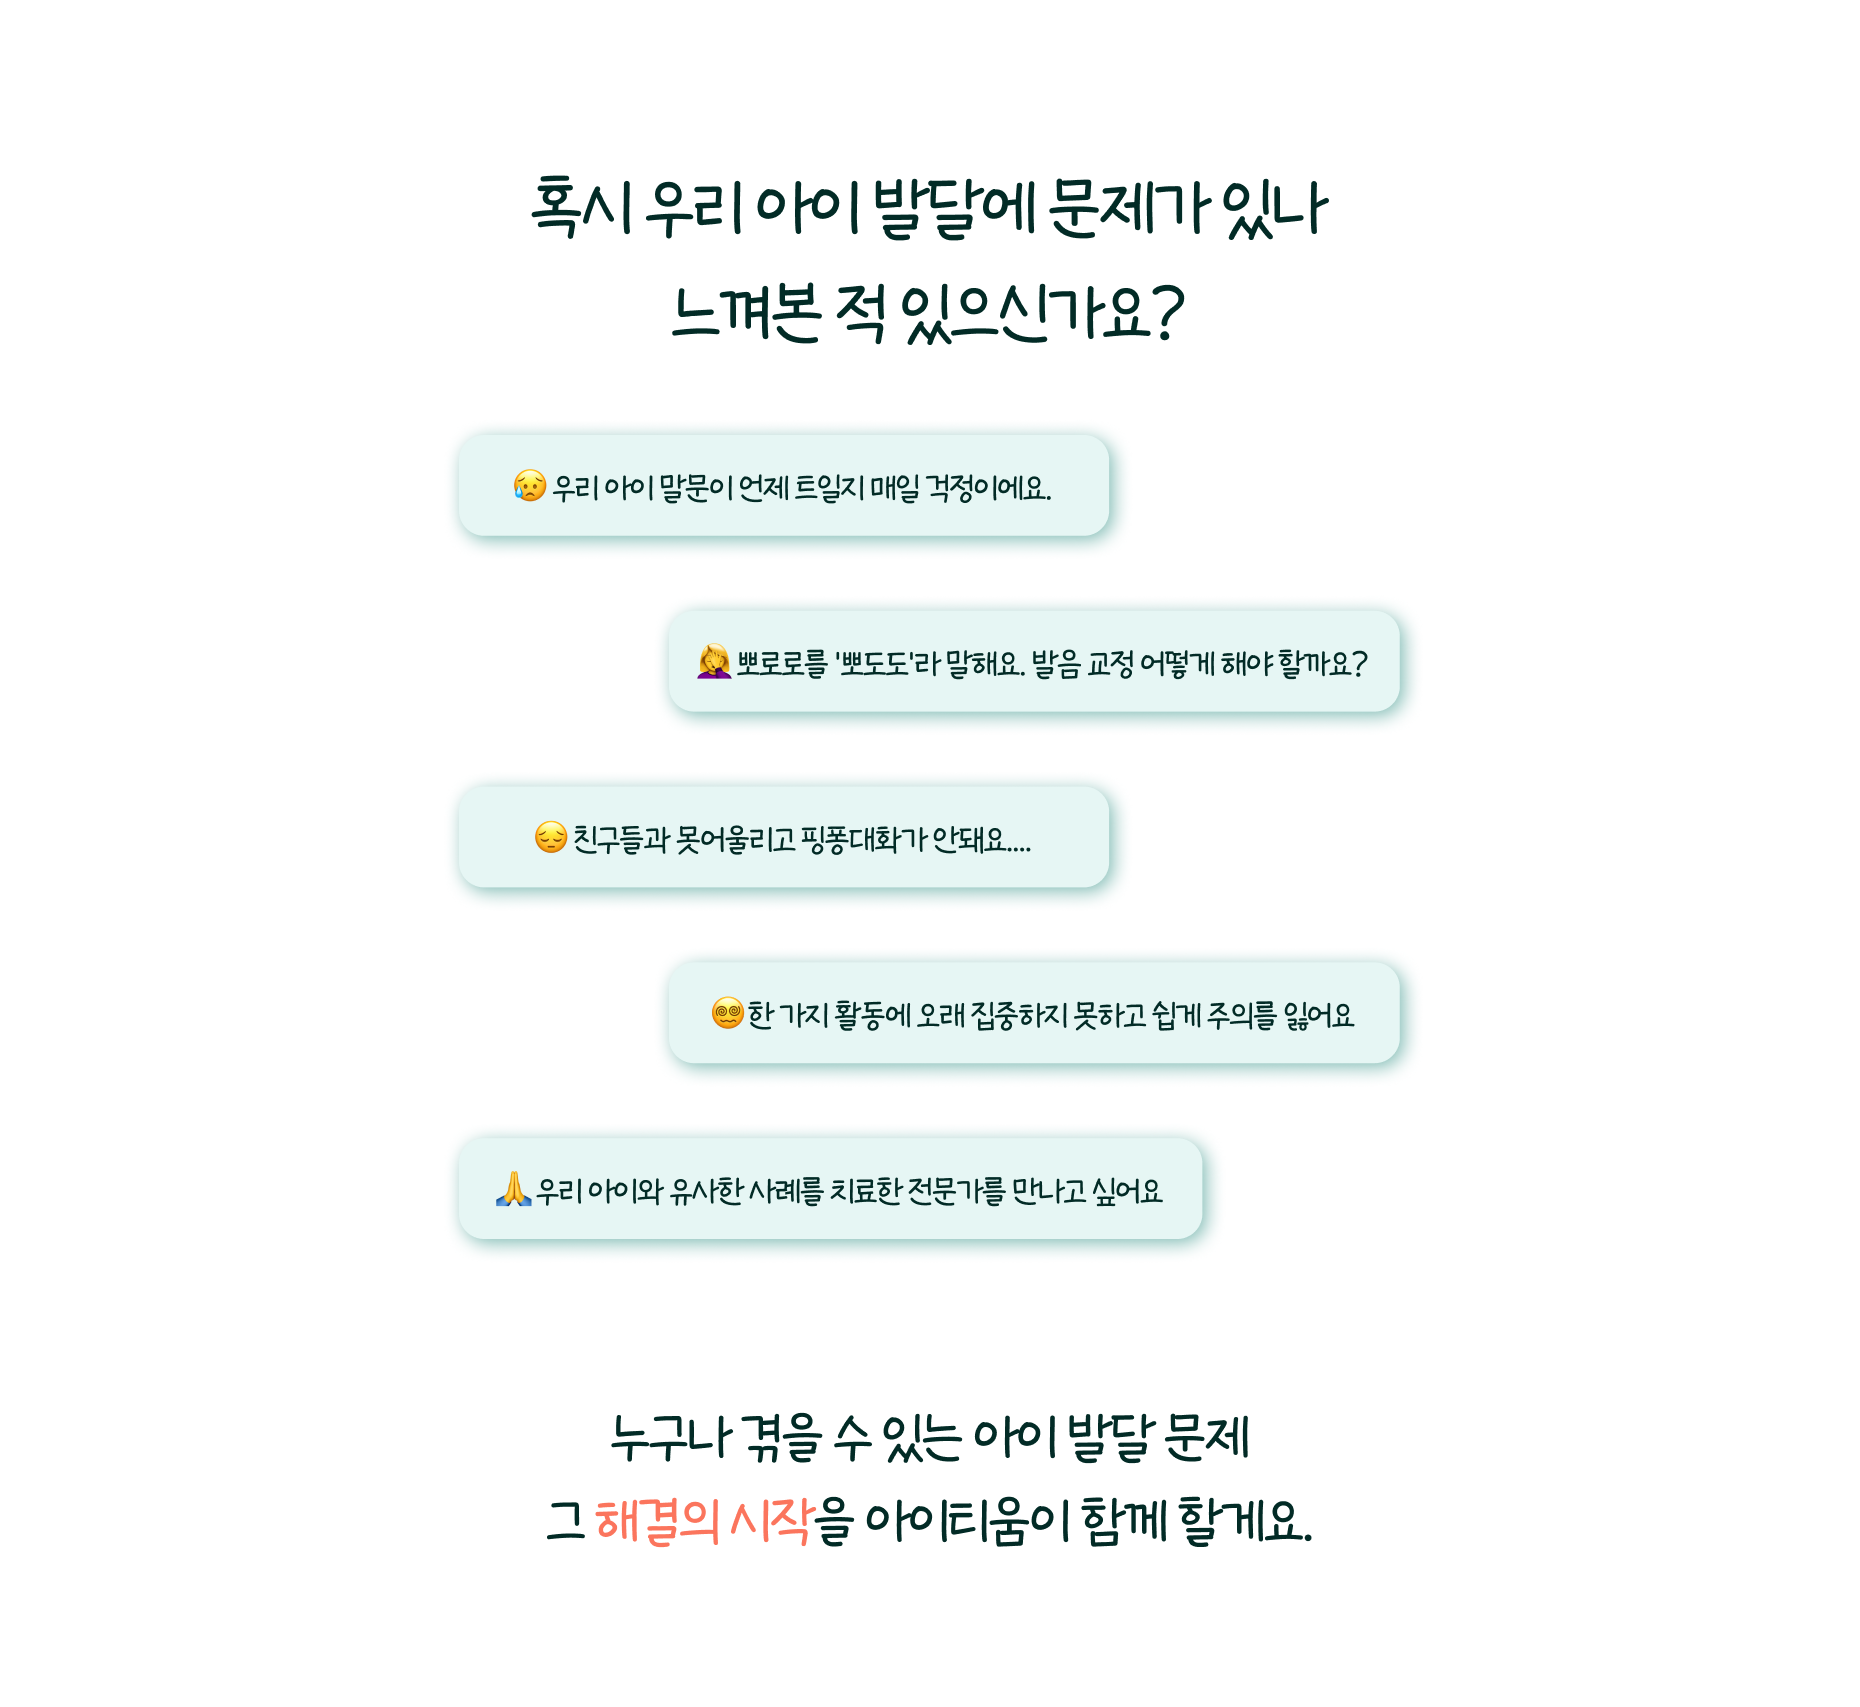 혹시 우리 아이 발달에 문제가 있나
느껴본 적 있으신가요?
😥 우리 아이 말문이 언제 트일지 매일 걱정이에요.
🤦‍♀️ 뽀로로를 '뽀도도'라 말해요. 발음 교정 어떻게 해야 할까요?
😔 친구들과 못어울리고 핑퐁대화가 안돼요....
😵‍💫 한 가지 활동에 오래 집중하지 못하고 쉽게 주의를 잃어요
🙏 우리 아이와 유사한 사례를 치료한 전문가를 만나고 싶어요
누구나 겪을 수 있는 아이 발달 문제
그 해결의 시작을 아이티움이 함께 할게요.